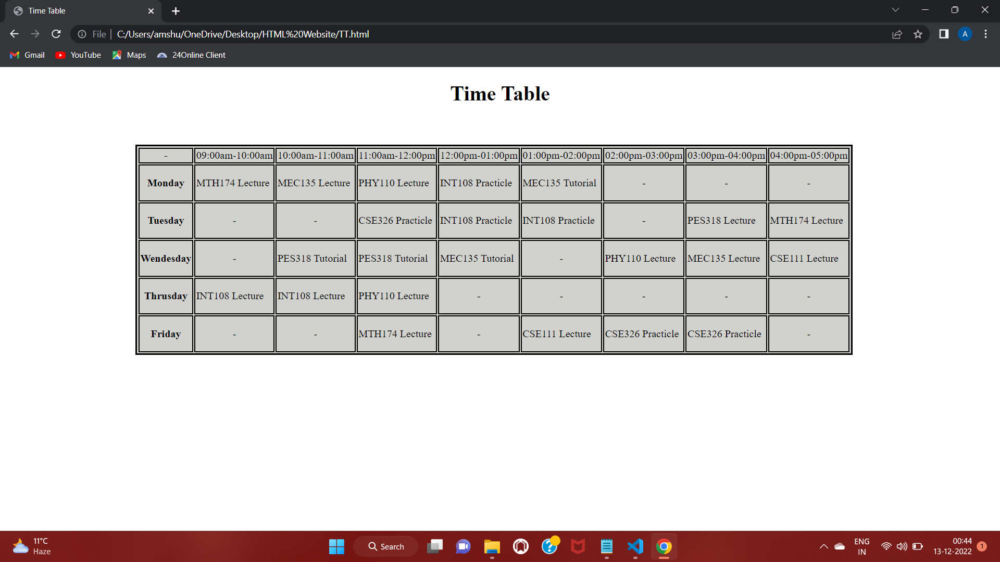 Time Table
File | C:/Users/amshu/OneDrive/Desktop/HTML%20Website/TT.html
A
Gmail YouTube Maps 24Online Client
Time Table
- 09:00am-10:00am 10:00am-11:00am 11:00am-12:00pm 12:00pm-01:00pm 01:00pm-02:00pm 02:00pm-03:00pm 03:00pm-04:00pm 04:00pm-05:00pm
Monday MTH174 Lecture MEC135 Lecture PHY110 Lecture INT108 Practicle MEC135 Tutorial - - -
Tuesday - - CSE326 Practicle INT108 Practicle INT108 Practicle - PES318 Lecture MTH174 Lecture
Wendesday - PES318 Tutorial PES318 Tutorial MEC135 Tutorial - PHY110 Lecture MEC135 Lecture CSE111 Lecture
Thrusday INT108 Lecture INT108 Lecture PHY110 Lecture - - - - -
Friday - - MTH174 Lecture - CSE111 Lecture CSE326 Practicle CSE326 Practicle -
11°C
Haze
Search
ENG
IN
00:44
13-12-2022
1